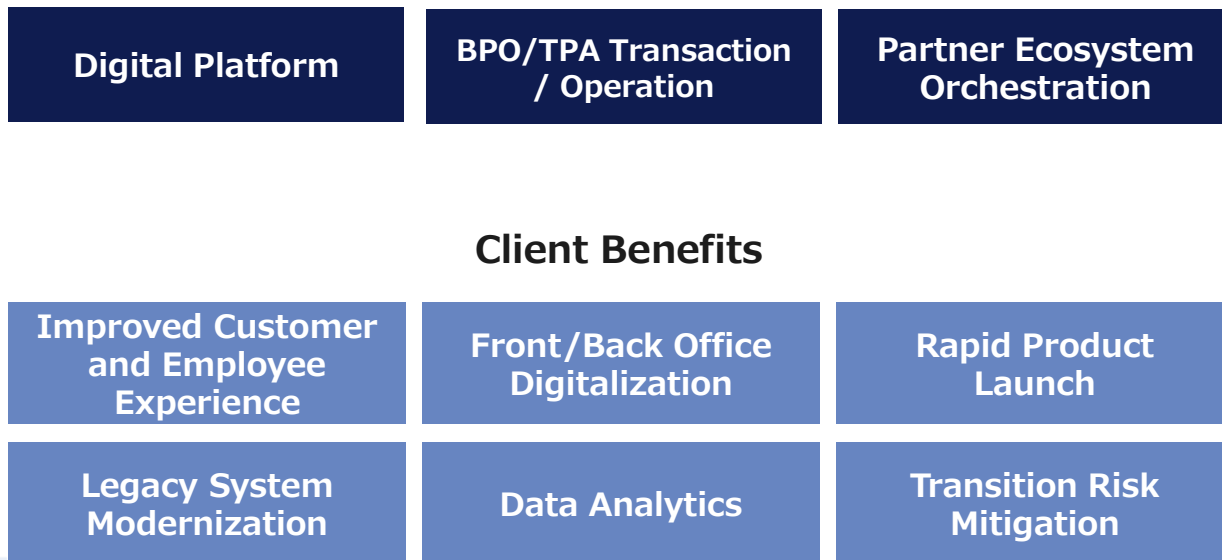 Digital Platform
BPO/TPA Transaction
/ Operation
Partner Ecosystem
Orchestration
Client Benefits
Improved Customer
and Employee
Experience
Front/Back Office
Digitalization
Rapid Product
Launch
Legacy System
Modernization
Data Analytics
Transition Risk
Mitigation